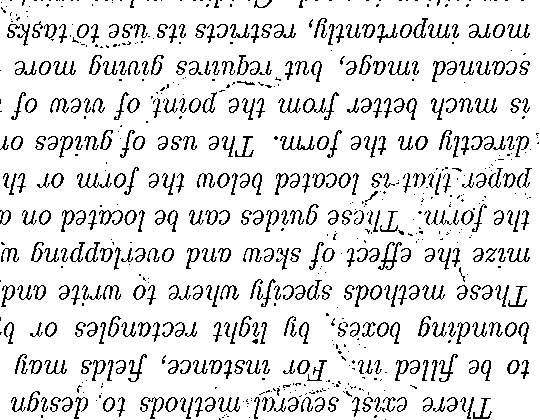 There exist several methods to design
to be filled in. For instance, fields may
bounding boxes, by light rectangles or b
These methods specify where to write and
mize the effect of skew and overlapping w
the form. These guides can be located on a
paper that is located below the form or th
directly on the form. The use of guides or
is much better from the point of view of
scanned image, but requires giving more
more importantly, restricts its use to tasks